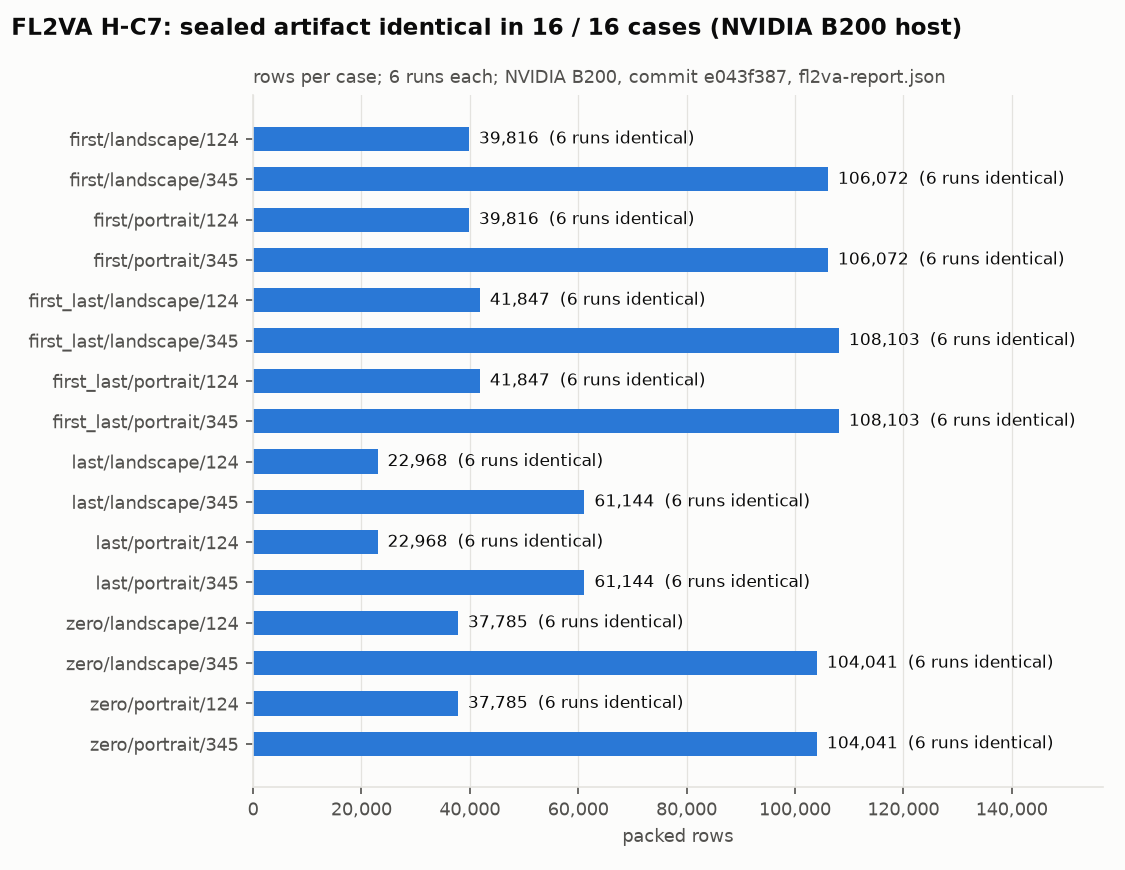 FL2VA H-C7: sealed artifact identical in 16 / 16 cases (NVIDIA B200 host)
rows per case; 6 runs each; NVIDIA B200, commit e043f387, fl2va-report.json
first/landscape/124 39,816 (6 runs identical)
first/landscape/345 106,072 (6 runs identical)
first/portrait/124 39,816 (6 runs identical)
first/portrait/345 106,072 (6 runs identical)
first_last/landscape/124 41,847 (6 runs identical)
first_last/landscape/345 108,103 (6 runs identical)
first_last/portrait/124 41,847 (6 runs identical)
first_last/portrait/345 108,103 (6 runs identical)
last/landscape/124 22,968 (6 runs identical)
last/landscape/345 61,144 (6 runs identical)
last/portrait/124 22,968 (6 runs identical)
last/portrait/345 61,144 (6 runs identical)
zero/landscape/124 37,785 (6 runs identical)
zero/landscape/345 104,041 (6 runs identical)
zero/portrait/124 37,785 (6 runs identical)
zero/portrait/345 104,041 (6 runs identical)
0 20,000 40,000 60,000 80,000 100,000 120,000 140,000
packed rows